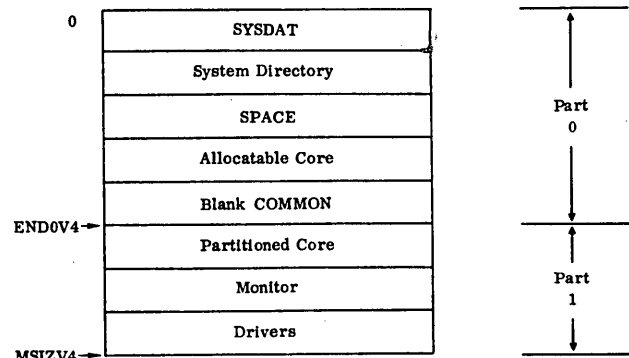 0
SYSDAT
System Directory
SPACE
Allocatable Core
Blank COMMON
END0V4
Partitioned Core
Monitor
Drivers
MSIZV4
Part
0
Part
1